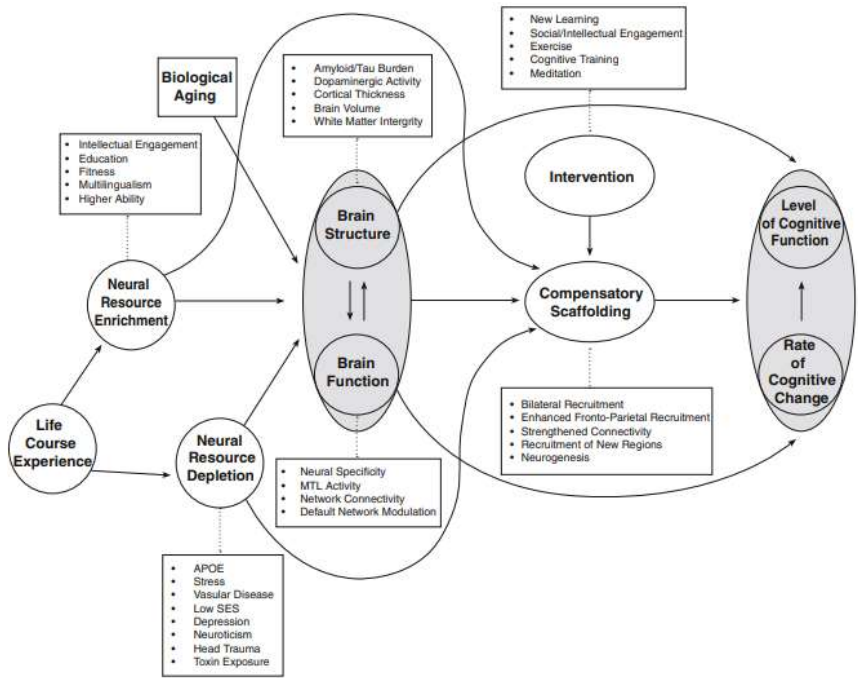 • New Learning
• Social/Intellectual Engagement
• Exercise
• Cognitive Training
• Meditation
Biological
Aging
• Amyloid/Tau Burden
• Dopaminergic Activity
• Cortical Thickness
• Brain Volume
• White Matter Intergrity
• Intellectual Engagement
• Education
• Fitness
• Multilingualism
• Higher Ability
Intervention
Brain
Structure
Level
of Cognitive
Function
Neural
Resource
Enrichment
Compensatory
Scaffolding
Brain
Function
Rate
of
Cognitive
Change
Life
Course
Experience
Neural
Resource
Depletion
• Bilateral Recruitment
• Enhanced Fronto-Parietal Recruitment
• Strengthened Connectivity
• Recruitment of New Regions
• Neurogenesis
• Neural Specificity
• MTL Activity
• Network Connectivity
• Default Network Modulation
• APOE
• Stress
• Vasular Disease
• Low SES
• Depression
• Neuroticism
• Head Trauma
• Toxin Exposure